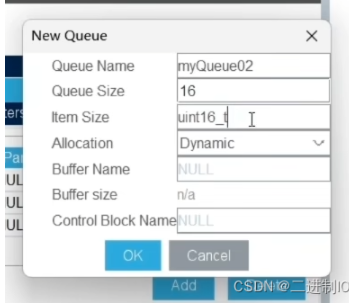 New Queue
Queue Name myQueue02
Queue Size 16
Item Size uint16_t
Allocation Dynamic
Buffer Name NULL
Buffer size n/a
Control Block Name NULL
OK Cancel
Add
CSDN @二进制IO
ters
Pa
UL
UL
UL